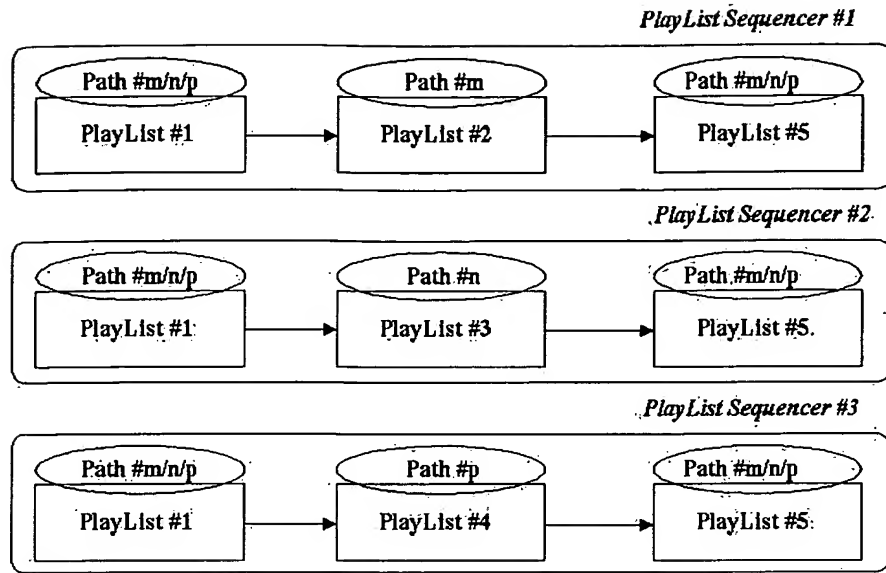 PlayList Sequencer #1
Path #m/n/p
Path #m
Path #m/n/p
PlayList #1
PlayList #2
PlayList #5
PlayList Sequencer #2
Path #m/n/p
Path #n
Path #m/n/p
PlayList #1
PlayList #3
PlayList #5
PlayList Sequencer #3
Path #m/n/p
Path #p
Path #m/n/p
PlayList #1
PlayList #4
PlayList #5